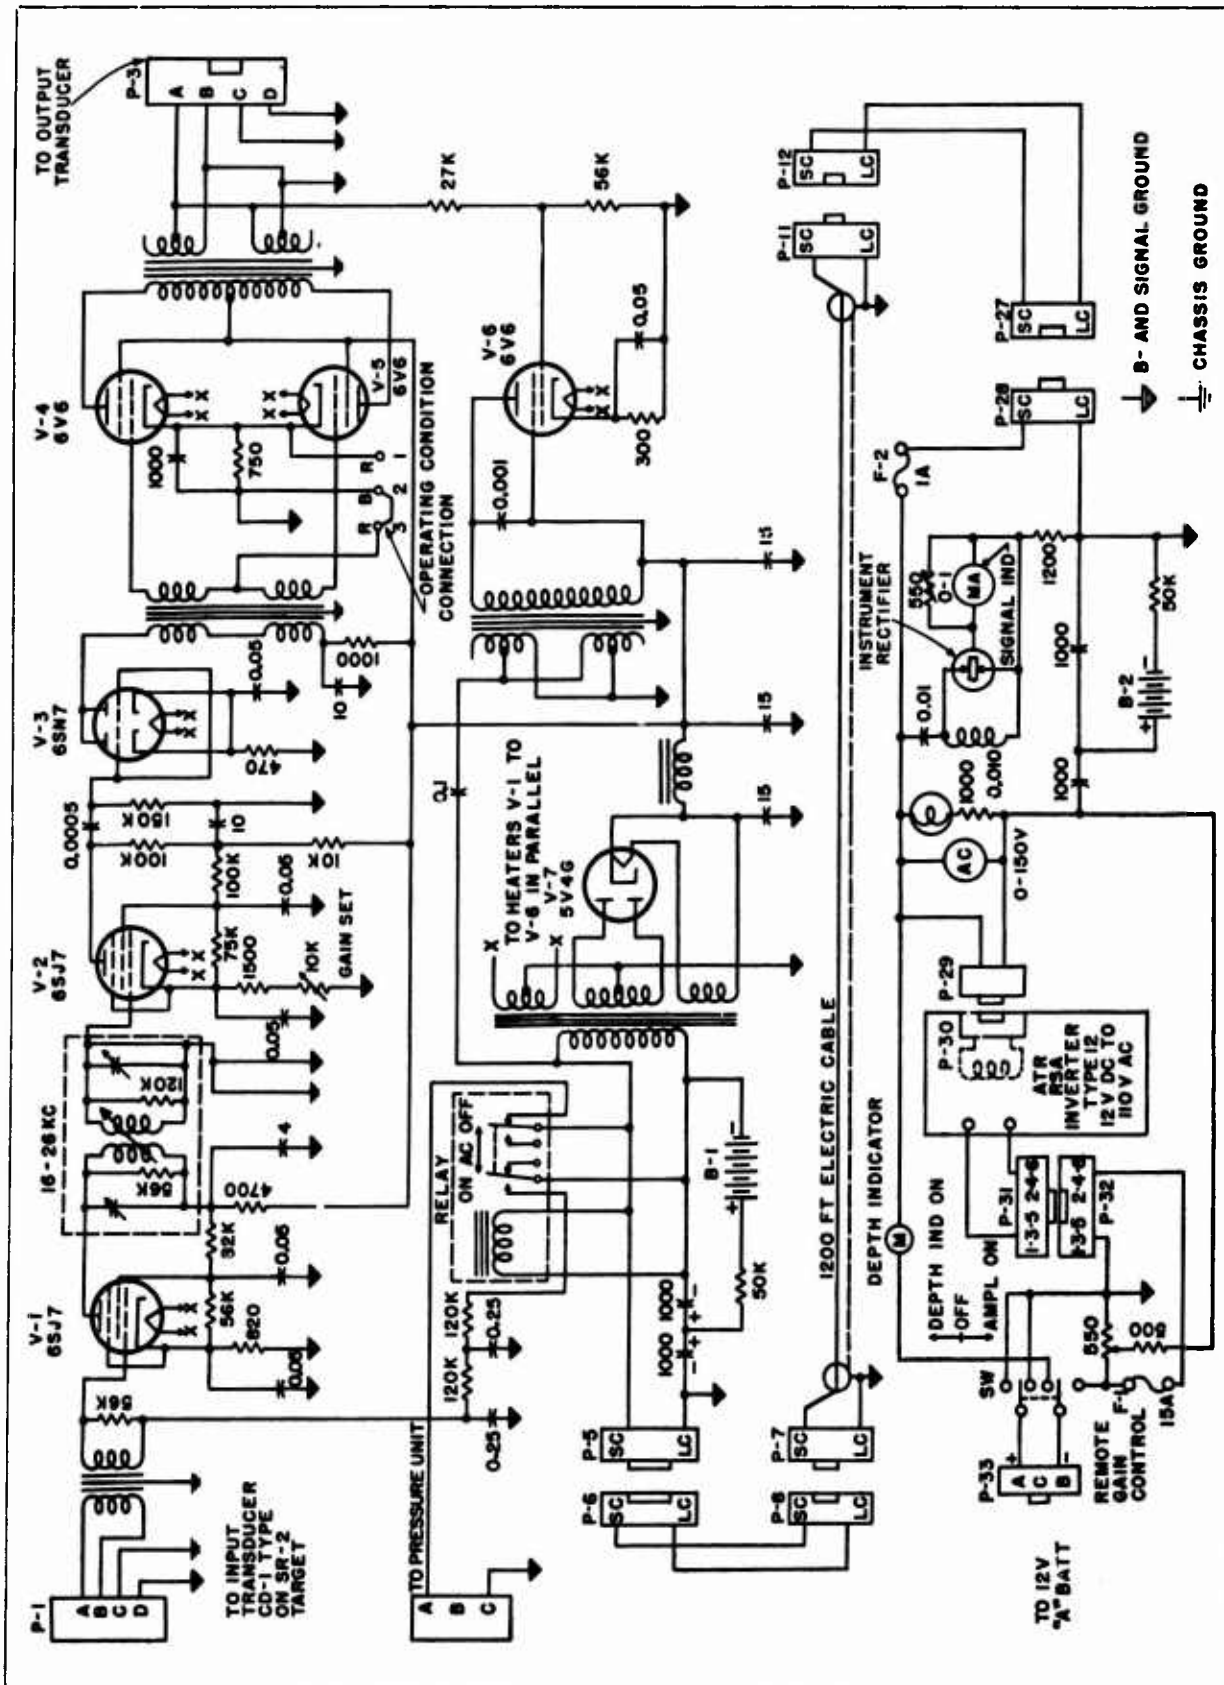 P-1
A
B
C
D
TO INPUT
TRANSDUCER
CD-1 TYPE
ON SR-2
TARGET
56K
V-1
6SJ7
0.05
820
56K
0.05
32K
4700
4
16-26 KC
56K
120K
V-2
6SJ7
X
X
0.05
1500
75K
10K
GAIN SET
0.05
100K
100K
150K
10
10K
0.0005
V-3
6SN7
X
X
470
0.05
10
1000
V-4
6V6
X
X
1000
750
X
X
V-5
6V6
R
B
R
3
2
1
OPERATING CONDITION
CONNECTION
TO OUTPUT
TRANSDUCER
P-3
A
B
C
D
27K
56K
TO PRESSURE UNIT
A
B
C
0.25
120K
120K
0.25
RELAY
ON AC OFF
0.1
TO HEATERS V-1 TO
V-6 IN PARALLEL
X
X
V-7
5V4G
15
15
15
0.001
V-6
6V6
X
X
300
0.05
P-5
SC
LC
P-6
SC
LC
1000
1000
- + + -
50K
B-1
+
-
P-7
SC
LC
P-8
SC
LC
1200 FT ELECTRIC CABLE
P-11
SC
LC
P-12
SC
LC
P-27
SC
LC
P-28
SC
LC
B- AND SIGNAL GROUND
CHASSIS GROUND
DEPTH INDICATOR
M
DEPTH IND ON
OFF
AMPL ON
SW
P-33
A
C
B
+
-
TO 12V
"A" BATT
REMOTE
GAIN
CONTROL
F-1
15A
550
500
P-31
1-3-5 2-4-6
1-3-5 2-4-6
P-32
P-30
ATR
RSA
INVERTER
TYPE 12
12 V DC TO
110V AC
P-29
AC
0-150V
1000
0.010
0.01
INSTRUMENT
RECTIFIER
550
0-1
MA
SIGNAL IND
1200
F-2
1A
1000
1000
B-2
+
-
50K